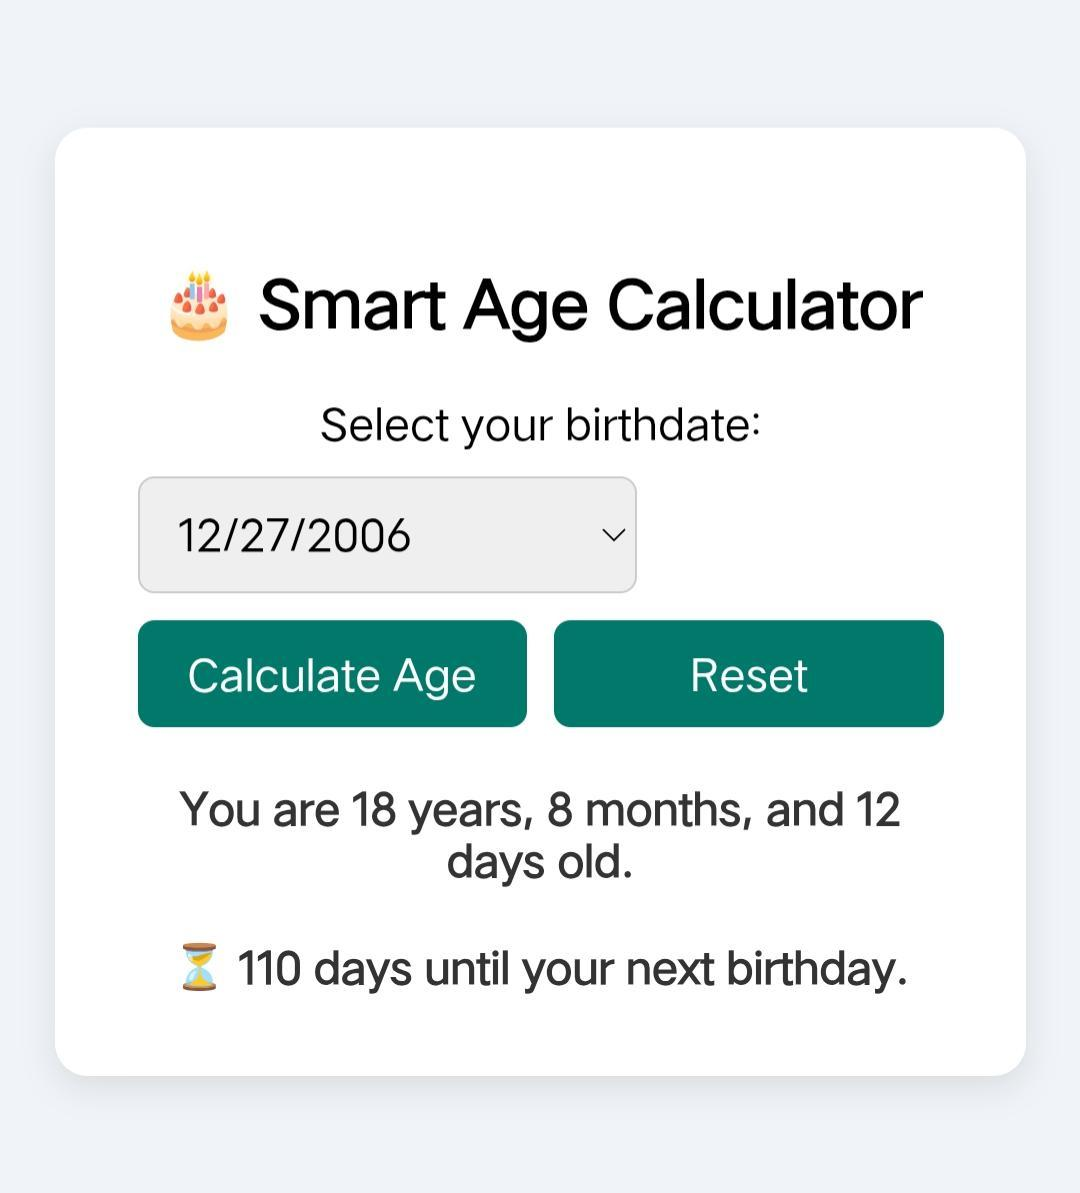 🎂 Smart Age Calculator
Select your birthdate:
12/27/2006
Calculate Age
Reset
You are 18 years, 8 months, and 12
days old.
⏳ 110 days until your next birthday.